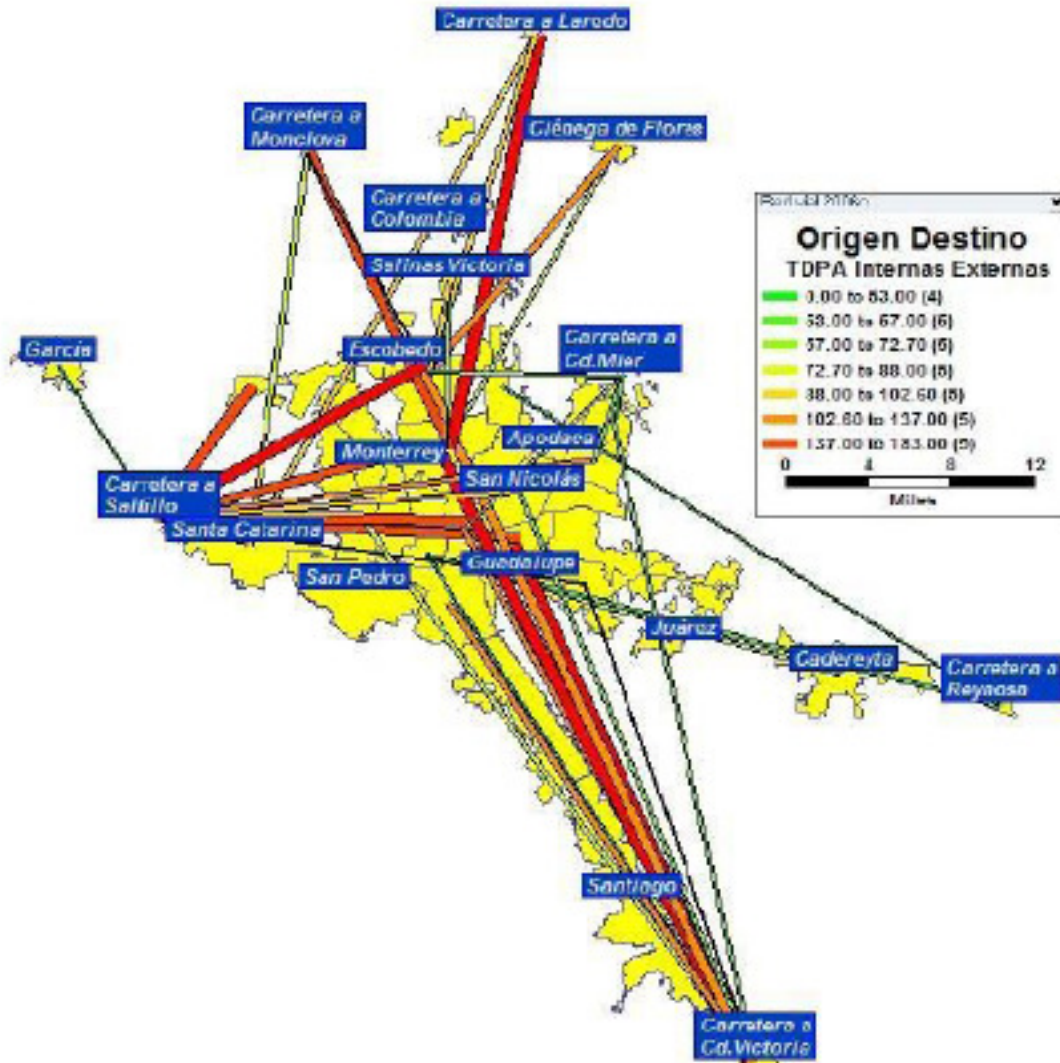 Carretera a Laredo
Carretera a
Monclova
Ciénega de Flores
Carretera a
Colombia
Salinas Victoria
Origen Destino
TDPA Internas Externas
0.00 to 53.00 (4)
53.00 to 57.00 (5)
57.00 to 72.70 (5)
72.70 to 88.00 (5)
88.00 to 102.60 (5)
102.60 to 137.00 (5)
137.00 to 183.00 (5)
0 4 8 12
Miles
García
Escobedo
Carretera a
Cd.Mier
Apodaca
Monterrey
San Nicolás
Carretera a
Saltillo
Santa Catarina
San Pedro
Guadalupe
Juárez
Cadereyta
Carretera a
Reynosa
Santiago
Carretera a
Cd.Victoria